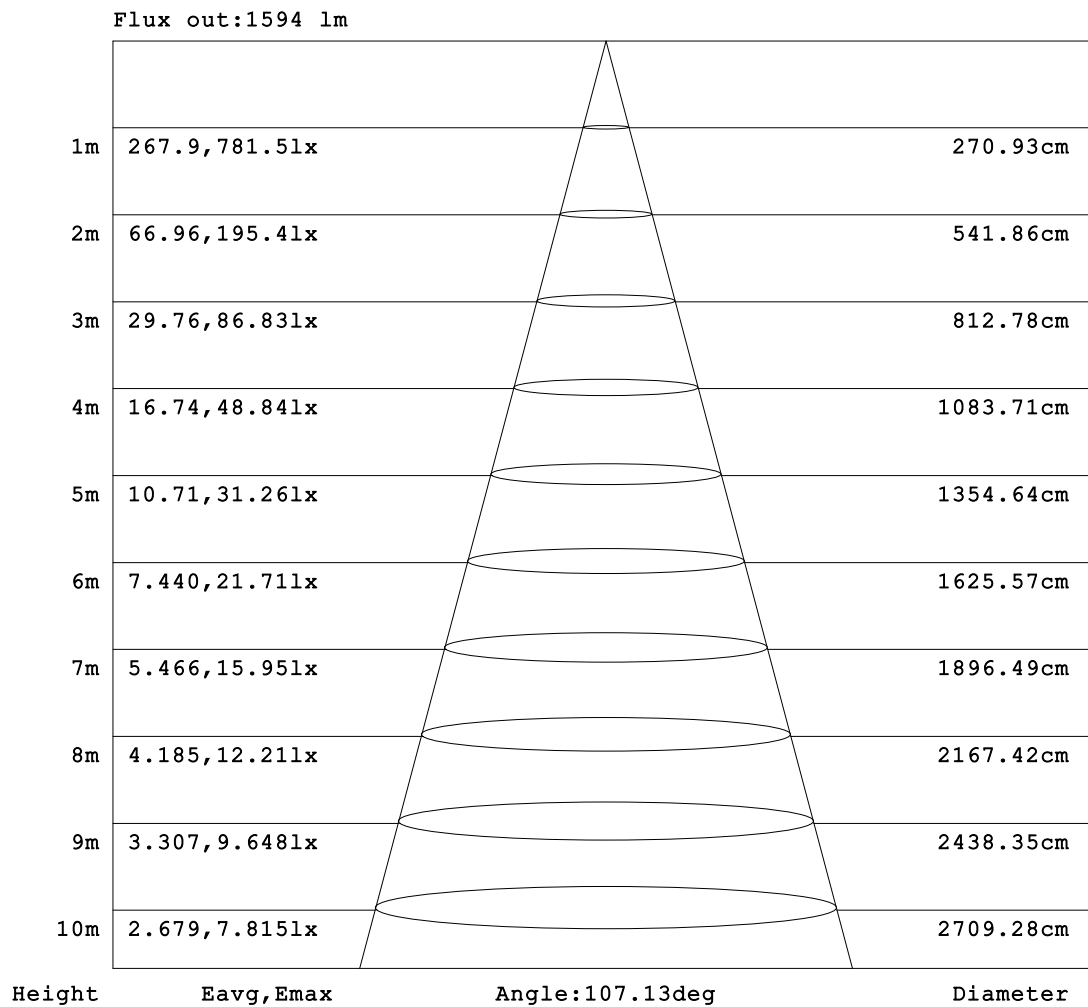 Flux out:1594 lm
1m 267.9,781.5lx 270.93cm
2m 66.96,195.4lx 541.86cm
3m 29.76,86.83lx 812.78cm
4m 16.74,48.84lx 1083.71cm
5m 10.71,31.26lx 1354.64cm
6m 7.440,21.71lx 1625.57cm
7m 5.466,15.95lx 1896.49cm
8m 4.185,12.21lx 2167.42cm
9m 3.307,9.648lx 2438.35cm
10m 2.679,7.815lx 2709.28cm
Height Eavg,Emax Angle:107.13deg Diameter